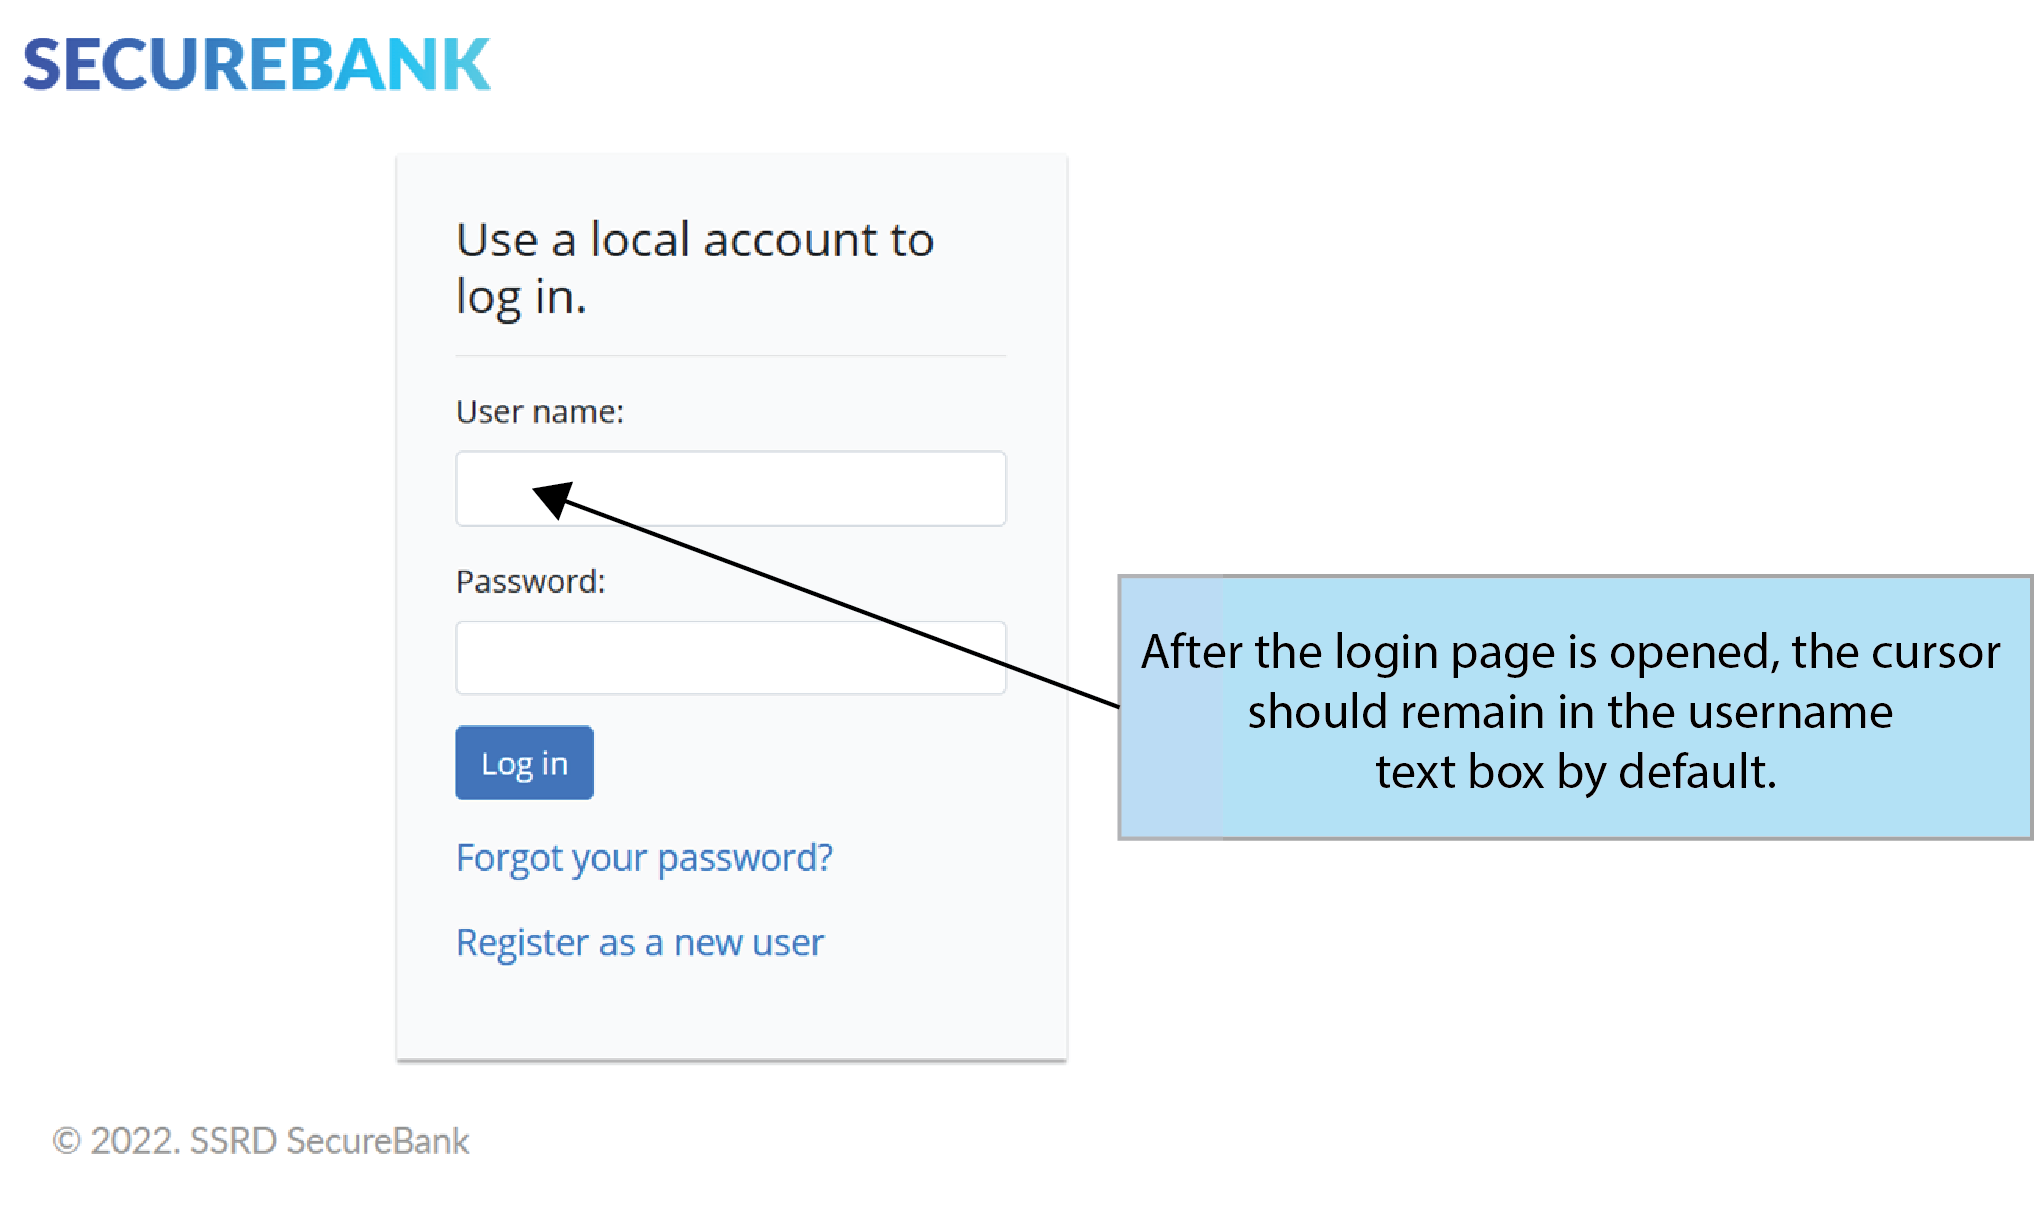 SECUREBANK
Use a local account to
log in.
User name:
Password:
After the login page is opened, the cursor
should remain in the username
text box by default.
Log in
Forgot your password?
Register as a new user
© 2022. SSRD SecureBank